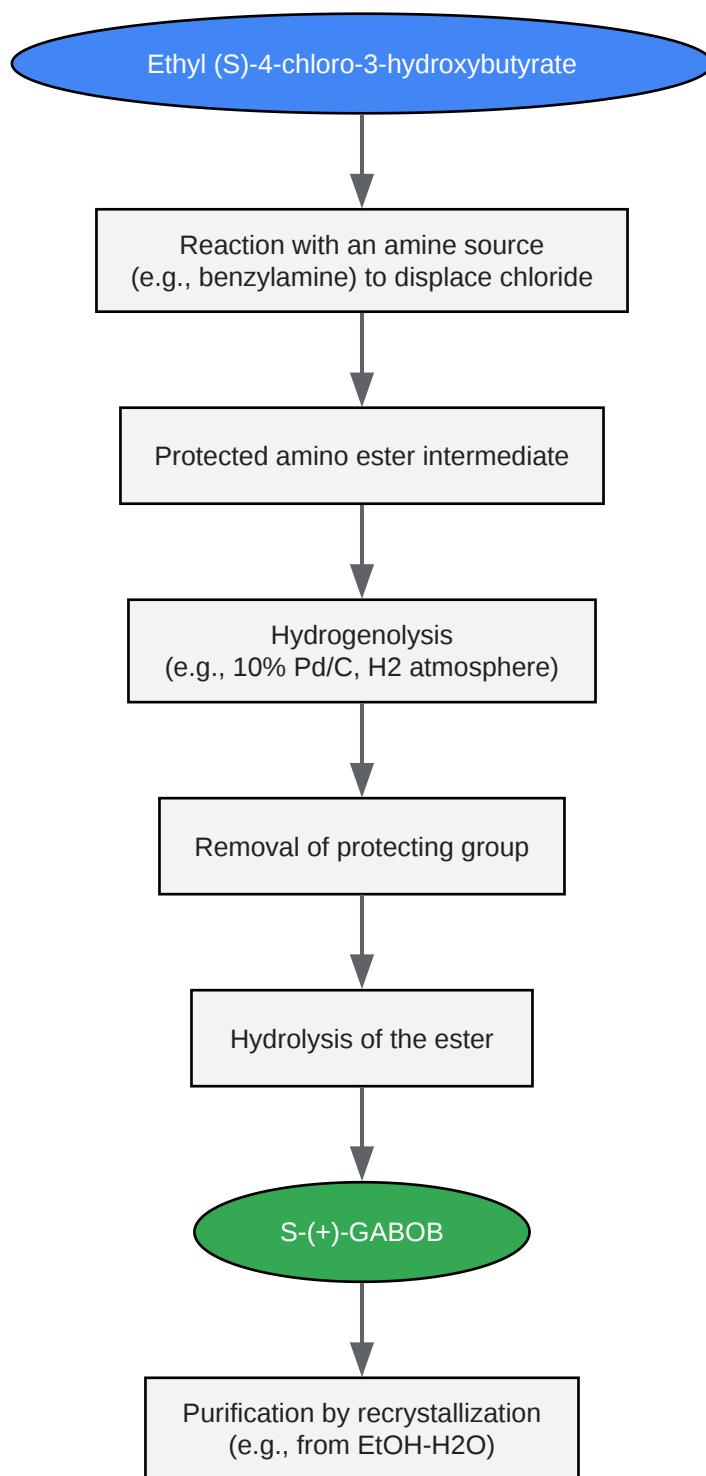 Ethyl (S)-4-chloro-3-hydroxybutyrate
Reaction with an amine source
(e.g., benzylamine) to displace chloride
Protected amino ester intermediate
Hydrogenolysis
(e.g., 10% Pd/C, H2 atmosphere)
Removal of protecting group
Hydrolysis of the ester
S-(+)-GABOB
Purification by recrystallization
(e.g., from EtOH-H2O)